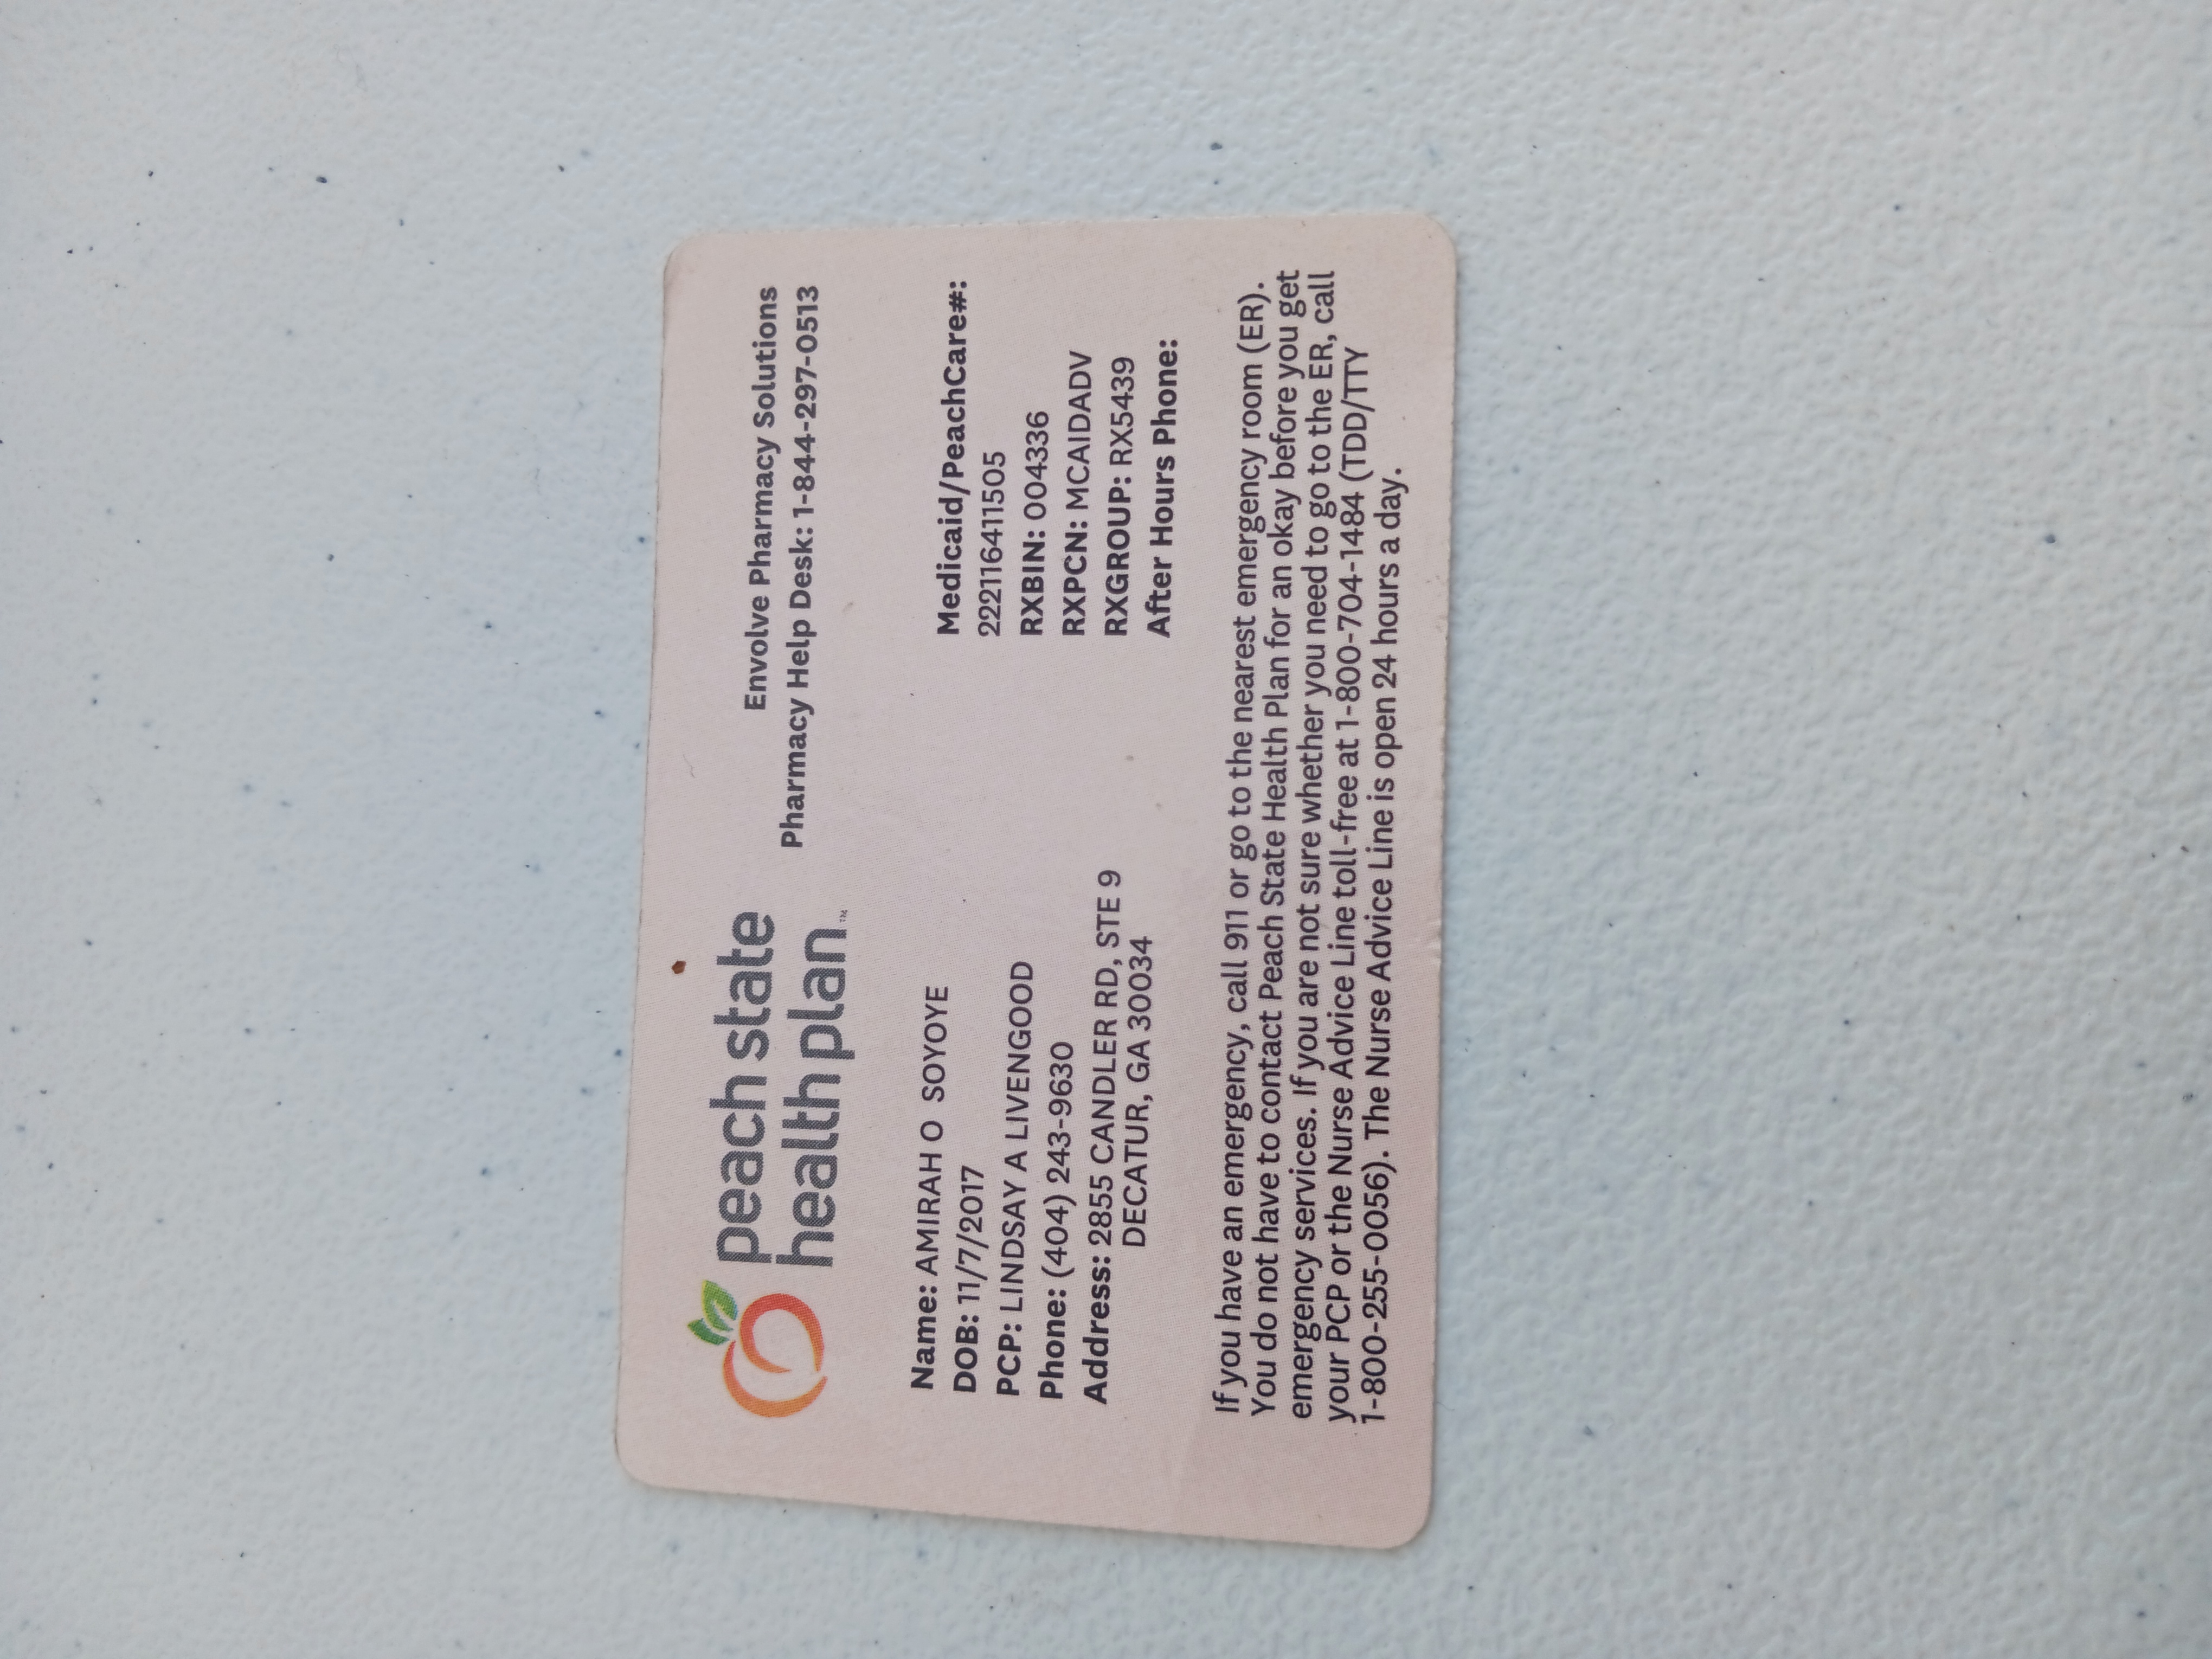 peach state
health plan™
Envolve Pharmacy Solutions
Pharmacy Help Desk: 1-844-297-0513
Name: AMIRAH O SOYOYE
DOB: 11/7/2017
PCP: LINDSAY A LIVENGOOD
Phone: (404) 243-9630
Address: 2855 CANDLER RD, STE 9
DECATUR, GA 30034
Medicaid/PeachCare#:
222116411505
RXBIN: 004336
RXPCN: MCAIDADV
RXGROUP: RX5439
After Hours Phone:
If you have an emergency, call 911 or go to the nearest emergency room (ER).
You do not have to contact Peach State Health Plan for an okay before you get
emergency services. If you are not sure whether you need to go to the ER, call
your PCP or the Nurse Advice Line toll-free at 1-800-704-1484 (TDD/TTY
1-800-255-0056). The Nurse Advice Line is open 24 hours a day.